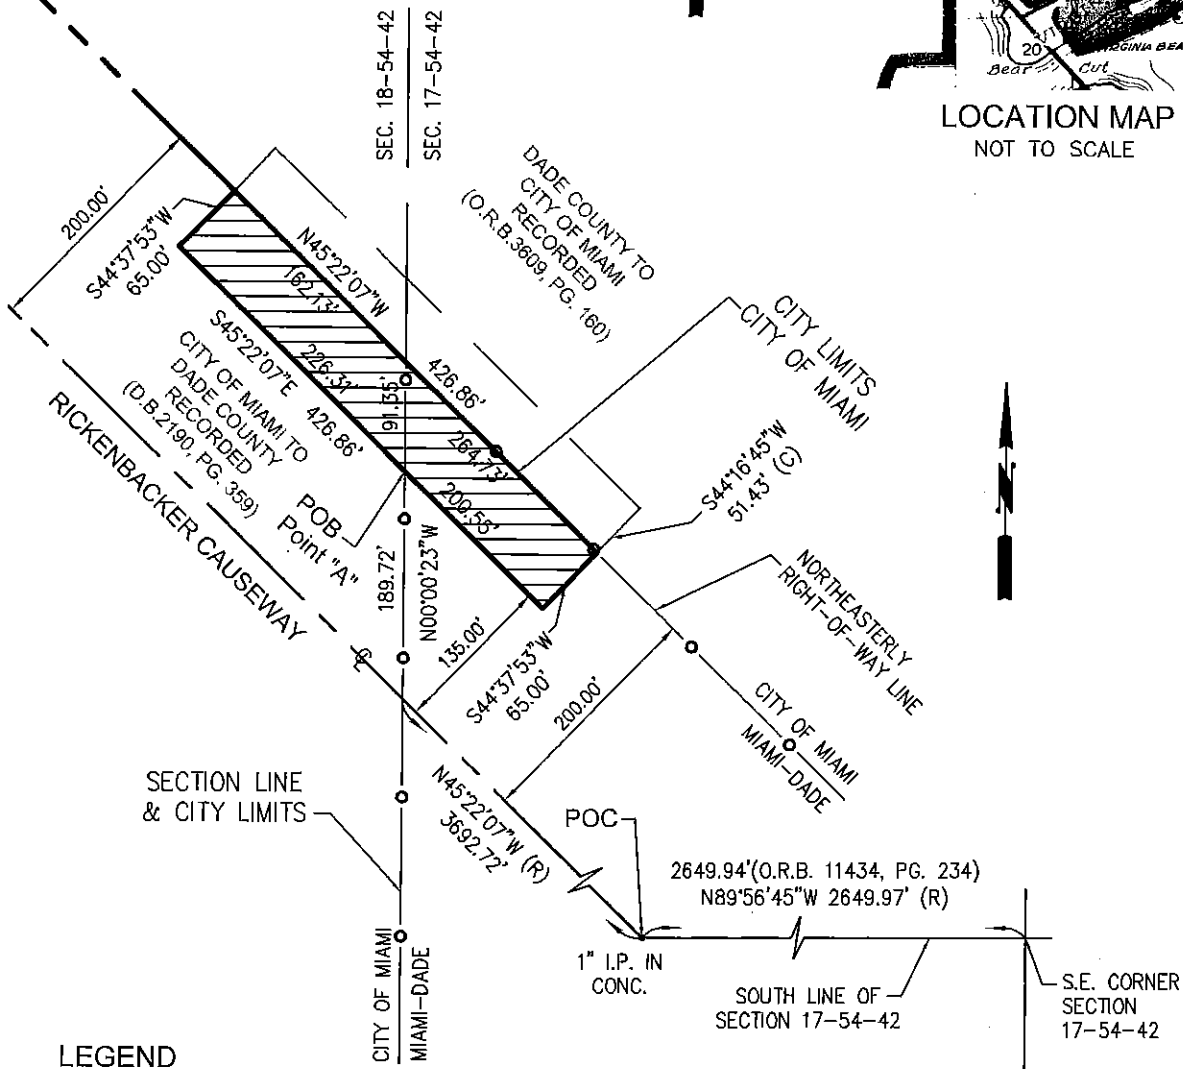 SEC. 18-54-42
SEC. 17-54-42
20
Bear Cut
LOCATION MAP
NOT TO SCALE
200.00'
S44°37'53"W
65.00'
N45°22'07"W
162.13'
DADE COUNTY TO
CITY OF MIAMI
RECORDED
(O.R.B.3609, PG. 160)
CITY LIMITS
CITY OF MIAMI
S45°22'07"E
426.86'
226.31'
CITY OF MIAMI TO
DADE COUNTY
RECORDED
(D.B.2190, PG. 359)
91.35'
426.86'
264.73'
200.55'
S44°16'45"W
51.43' (C)
RICKENBACKER CAUSEWAY
POB
Point "A"
189.72'
N00°00'23"W
135.00'
S44°37'53"W
65.00'
200.00'
NORTHEASTERLY
RIGHT-OF-WAY LINE
N
CITY OF MIAMI
MIAMI-DADE
SECTION LINE
& CITY LIMITS
N45°22'07"W (R)
3692.72'
POC
2649.94'(O.R.B. 11434, PG. 234)
N89°56'45"W 2649.97' (R)
1" I.P. IN
CONC.
SOUTH LINE OF
SECTION 17-54-42
S.E. CORNER
SECTION
17-54-42
CITY OF MIAMI
MIAMI-DADE
LEGEND